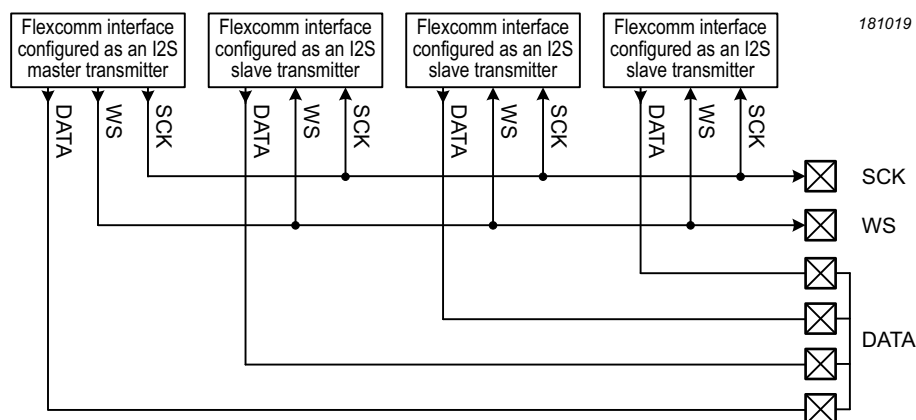 Flexcomm interface
configured as an I2S
master transmitter
Flexcomm interface
configured as an I2S
slave transmitter
Flexcomm interface
configured as an I2S
slave transmitter
Flexcomm interface
configured as an I2S
slave transmitter
181019
DATA
WS
SCK
DATA
WS
SCK
DATA
WS
SCK
DATA
WS
SCK
SCK
WS
DATA